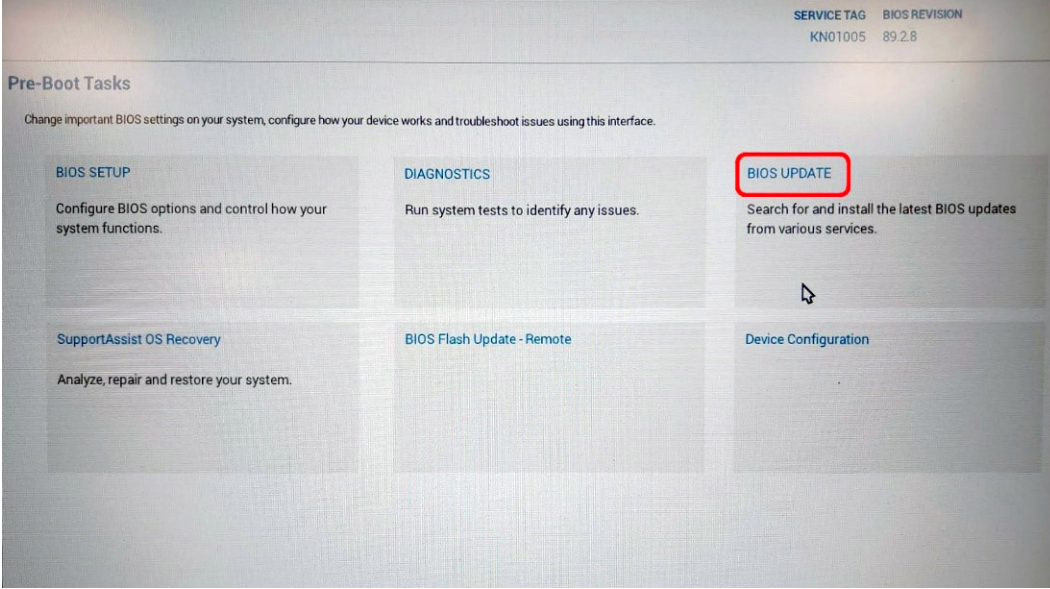 SERVICE TAG BIOS REVISION
KN01005 89.2.8
Pre-Boot Tasks
Change important BIOS settings on your system, configure how your device works and troubleshoot issues using this interface.
BIOS SETUP
Configure BIOS options and control how your
system functions.
DIAGNOSTICS
Run system tests to identify any issues.
BIOS UPDATE
Search for and install the latest BIOS updates
from various services.
SupportAssist OS Recovery
Analyze, repair and restore your system.
BIOS Flash Update - Remote
Device Configuration